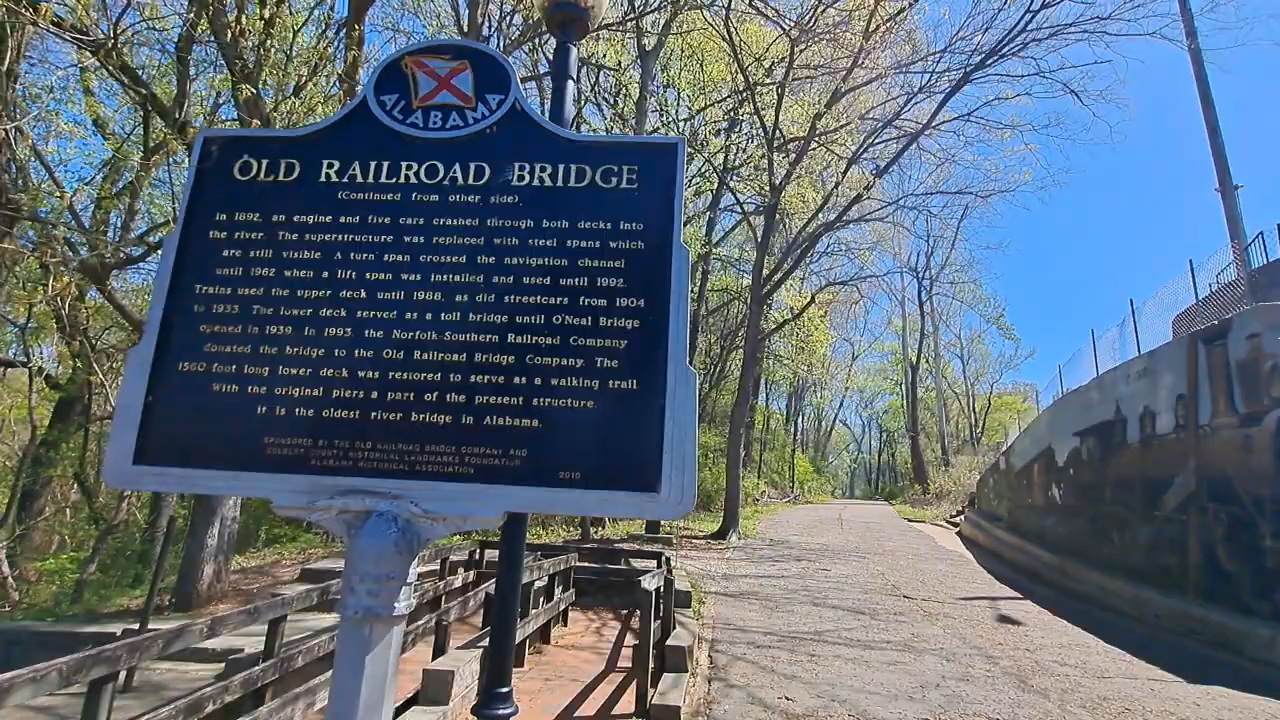 ALABAMA
OLD RAILROAD BRIDGE
(Continued from other side)
In 1892, an engine and five cars crashed through both decks into
the river. The superstructure was replaced with steel spans which
are still visible. A turn span crossed the navigation channel
until 1962 when a lift span was installed and used until 1992.
Trains used the upper deck until 1988, as did streetcars from 1904
to 1933. The lower deck served as a toll bridge until O'Neal Bridge
opened in 1939. In 1993, the Norfolk-Southern Railroad Company
donated the bridge to the Old Railroad Bridge Company. The
1560 foot long lower deck was restored to serve as a walking trail.
With the original piers a part of the present structure,
it is the oldest river bridge in Alabama.
SPONSORED BY THE OLD RAILROAD BRIDGE COMPANY AND
COLBERT COUNTY HISTORICAL LANDMARKS FOUNDATION
ALABAMA HISTORICAL ASSOCIATION
2010